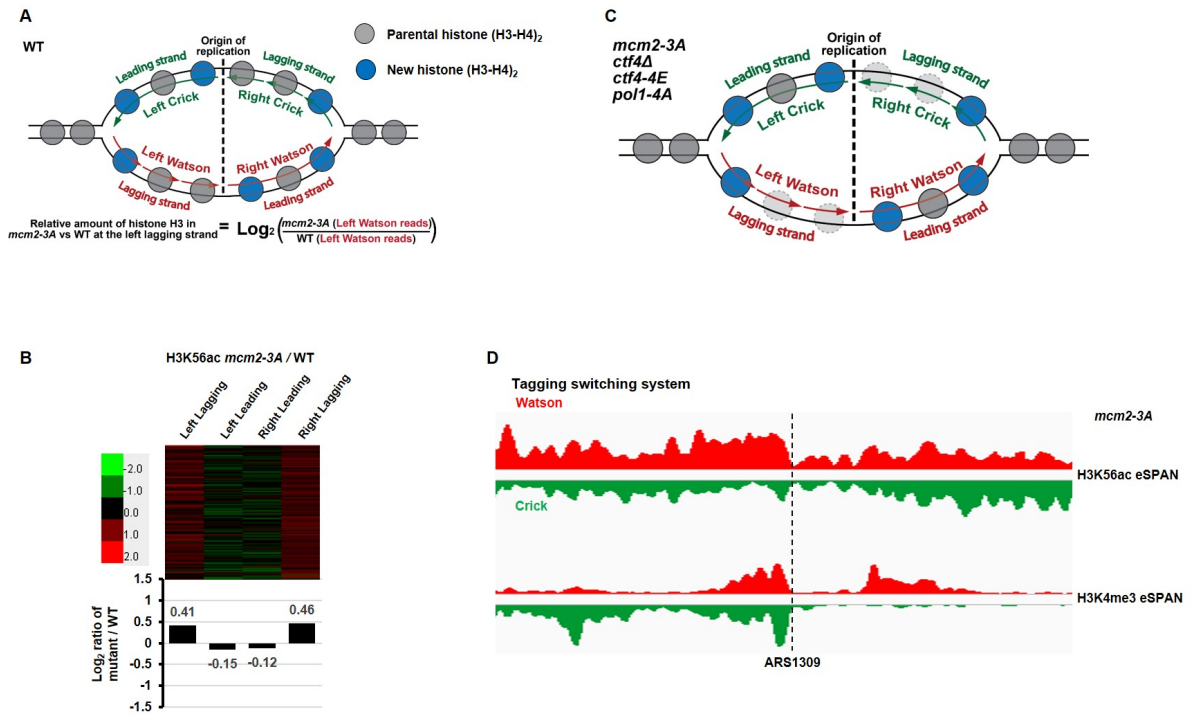 A
WT
Origin of
replication
Leading strand
Lagging strand
Left Crick
Right Crick
Left Watson
Right Watson
Lagging strand
Leading strand
Parental histone (H3-H4)2
New histone (H3-H4)2
Relative amount of histone H3 in
mcm2-3A vs WT at the left lagging strand
= Log2 (mcm2-3A (Left Watson reads)
WT (Left Watson reads))
C
mcm2-3A
ctf4Δ
ctf4-4E
pol1-4A
Origin of
replication
Leading strand
Lagging strand
Left Crick
Right Crick
Left Watson
Right Watson
Lagging strand
Leading strand
B
H3K56ac mcm2-3A / WT
Left Lagging
Left Leading
Right Leading
Right Lagging
-2.0
-1.0
0.0
1.0
2.0
1.5
1
0.5
0
-0.5
-1
-1.5
Log2 ratio of
mutant / WT
0.41
-0.15
-0.12
0.46
D
Tagging switching system
Watson
mcm2-3A
H3K56ac eSPAN
Crick
H3K4me3 eSPAN
ARS1309